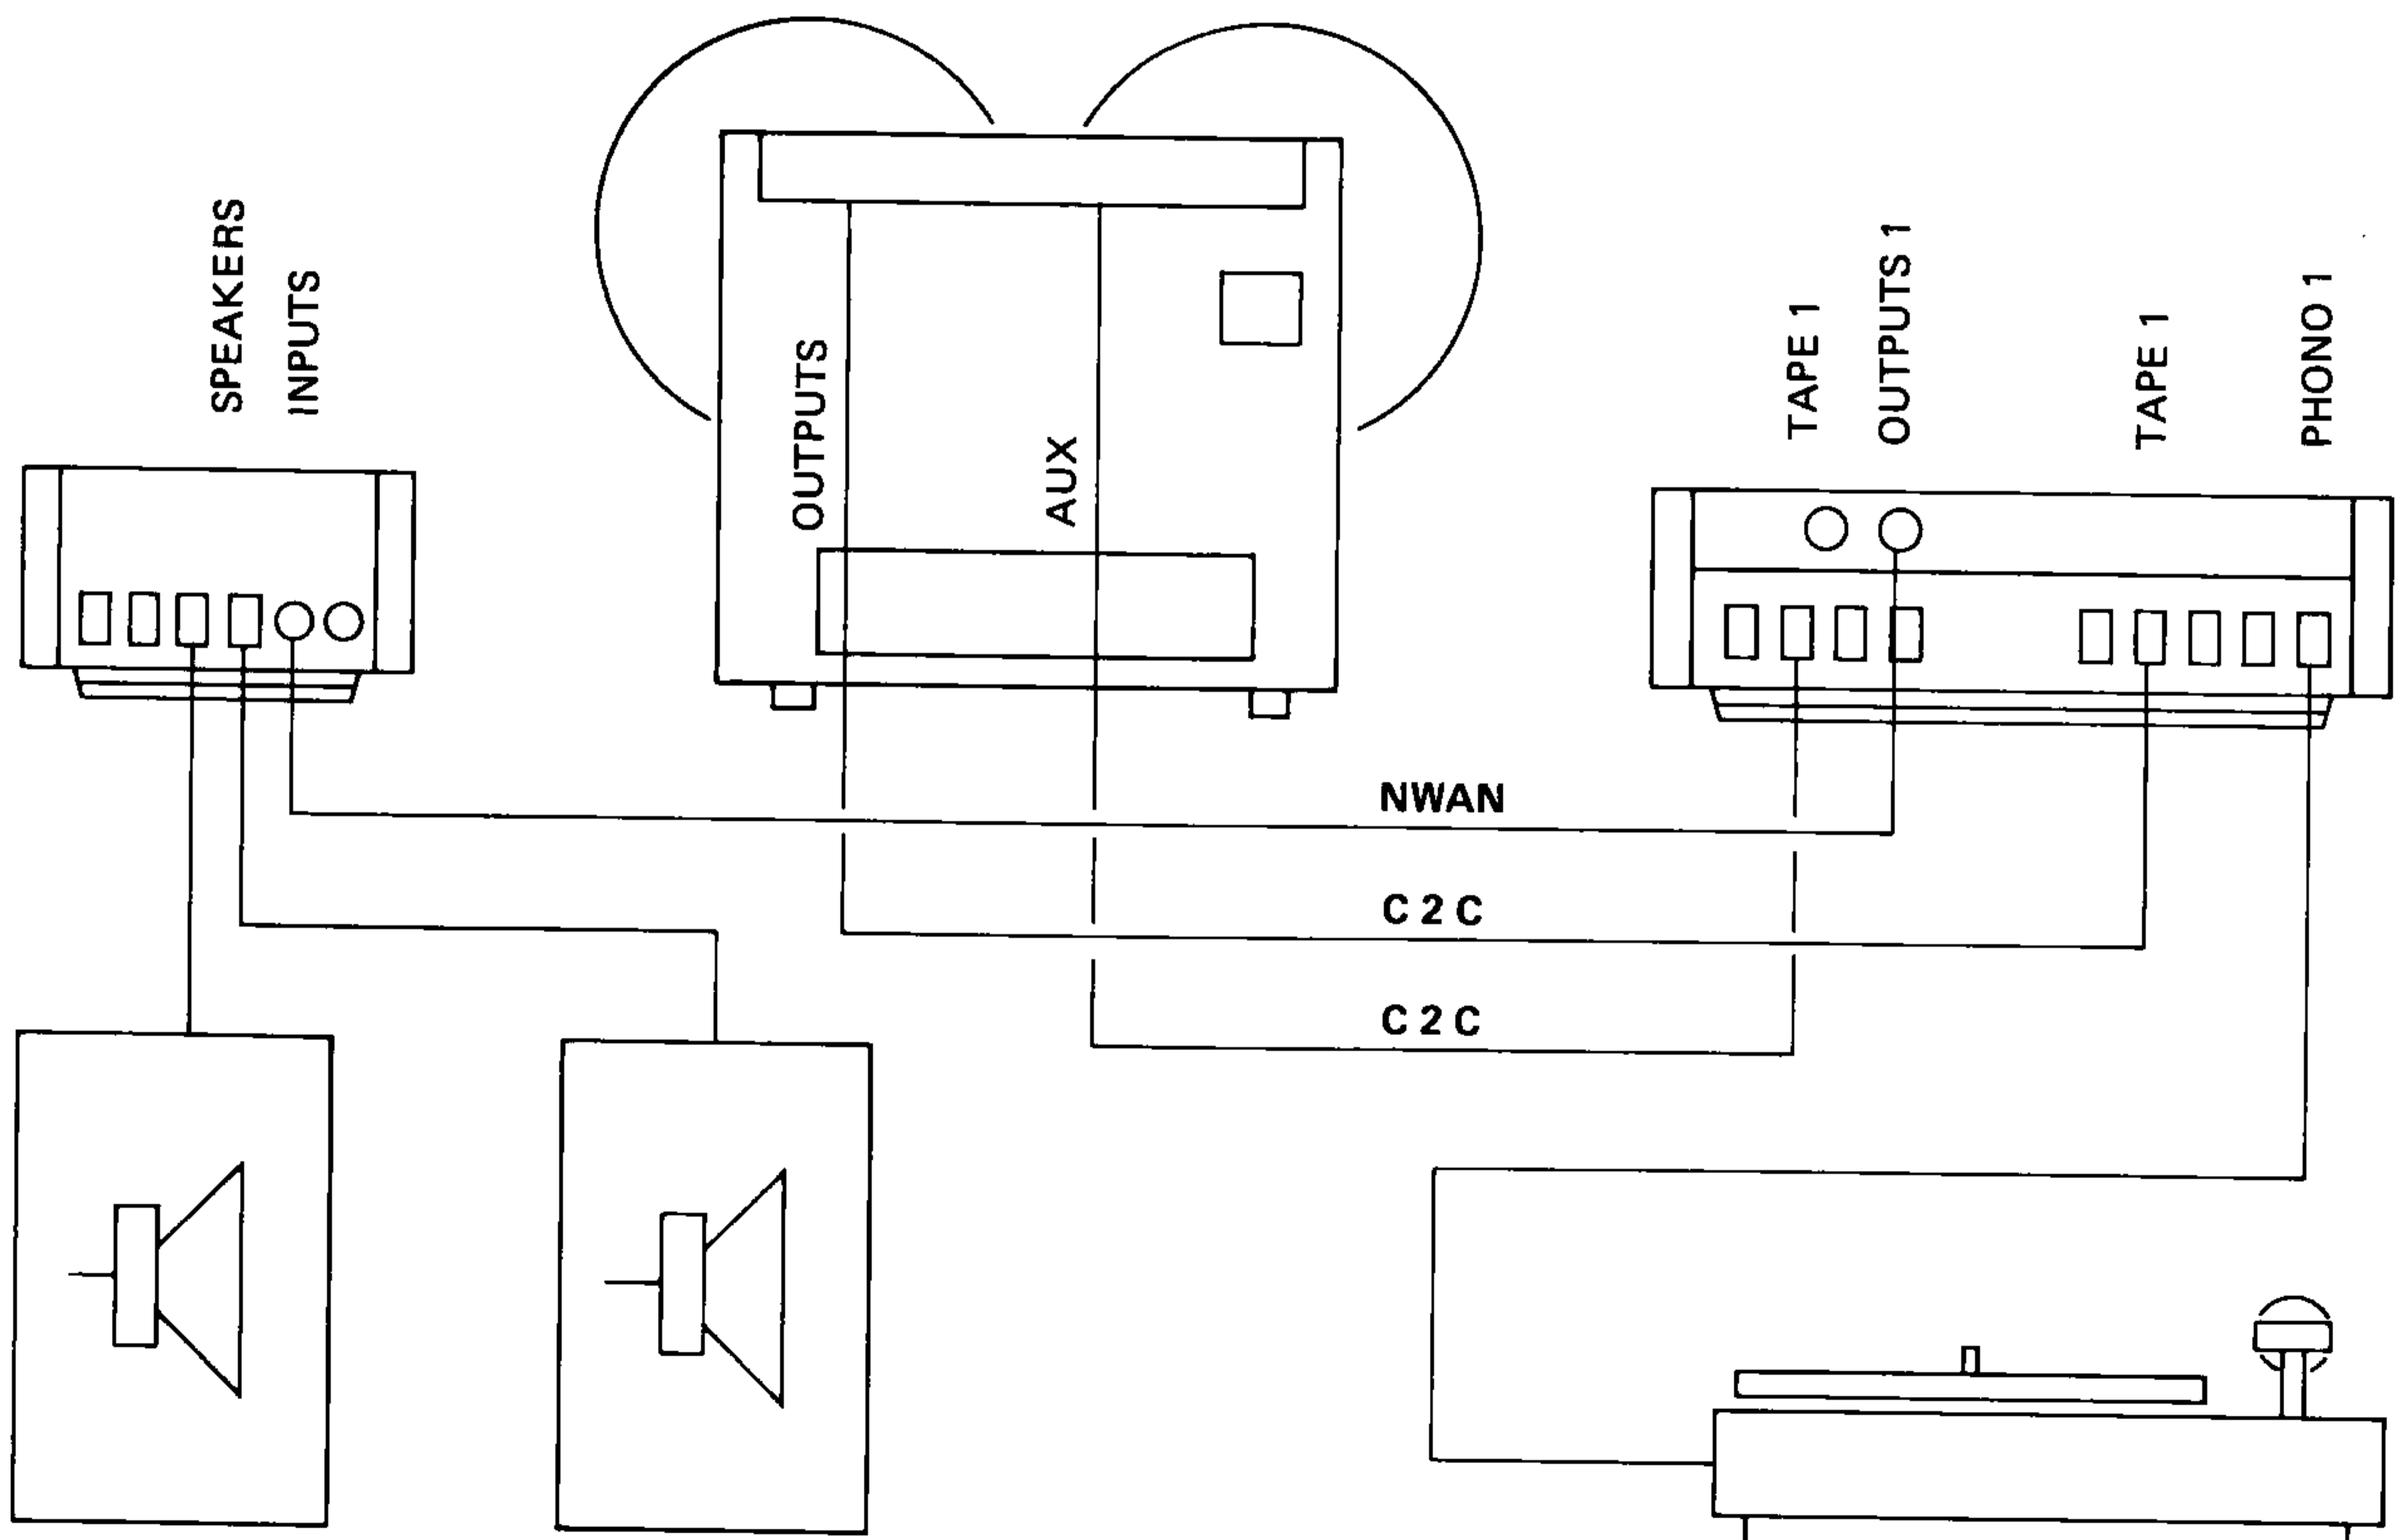 SPEAKERS
INPUTS
OUTPUTS
AUX
TAPE 1
OUTPUTS 1
TAPE 1
PHONO 1
NWAN
C 2 C
C 2 C